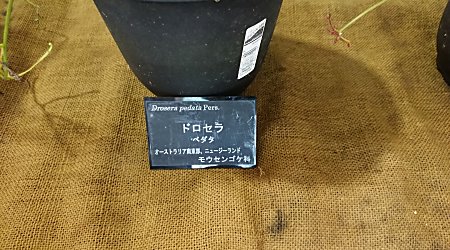 Drosera pedata Pers.
ドロセラ
ペダタ
オーストラリア南東部、ニュージーランド
モウセンゴケ科